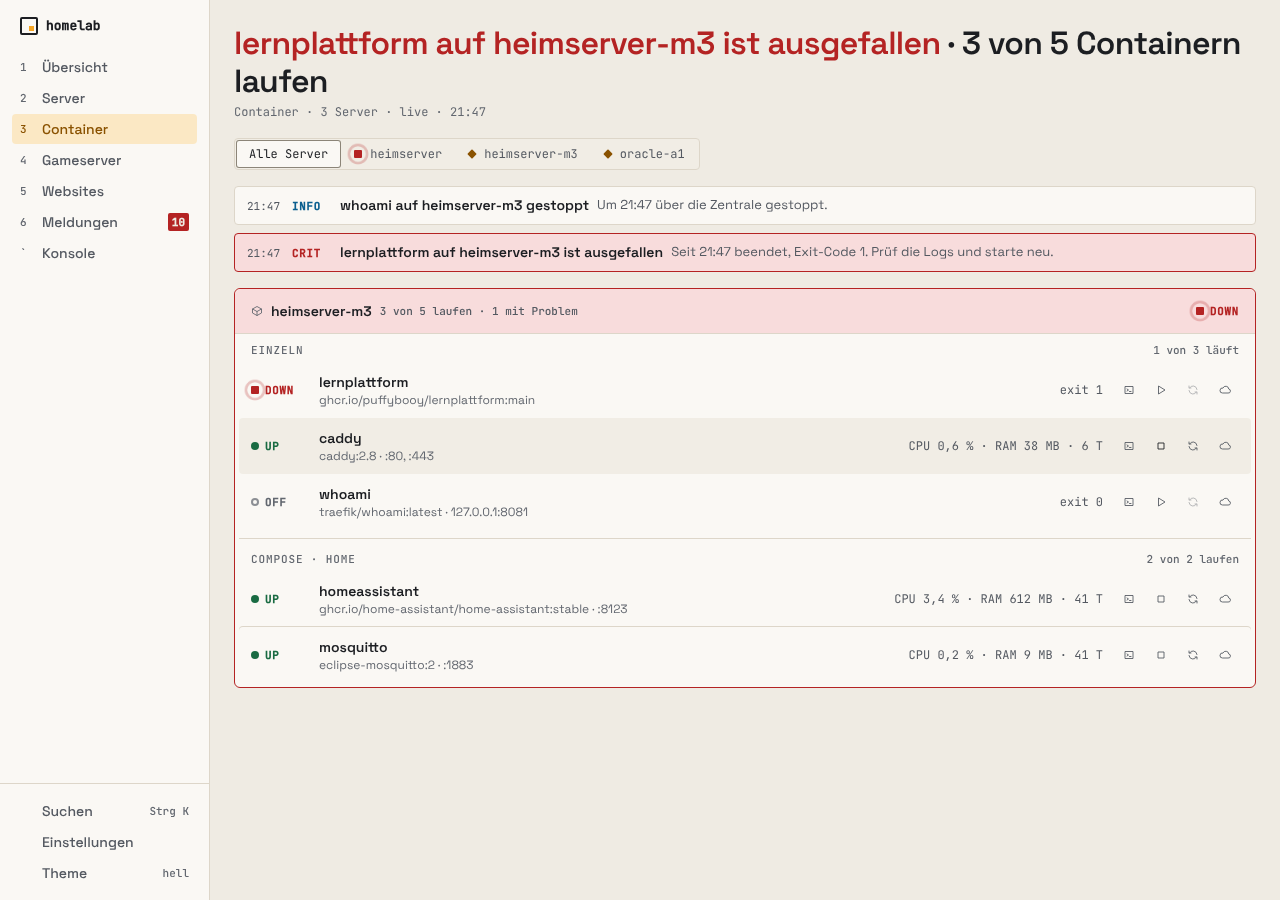 homelab
1 Übersicht
2 Server
3 Container
4 Gameserver
5 Websites
6 Meldungen 10
` Konsole
Suchen Strg K
Einstellungen
Theme hell
lernplattform auf heimserver-m3 ist ausgefallen · 3 von 5 Containern
laufen
Container · 3 Server · live · 21:47
Alle Server heimserver heimserver-m3 oracle-a1
21:47 INFO whoami auf heimserver-m3 gestoppt Um 21:47 über die Zentrale gestoppt.
21:47 CRIT lernplattform auf heimserver-m3 ist ausgefallen Seit 21:47 beendet, Exit-Code 1. Prüf die Logs und starte neu.
heimserver-m3 3 von 5 laufen · 1 mit Problem DOWN
EINZELN 1 von 3 läuft
DOWN lernplattform exit 1
ghcr.io/puffybooy/lernplattform:main
UP caddy CPU 0,6 % · RAM 38 MB · 6 T
caddy:2.8 · :80, :443
OFF whoami exit 0
traefik/whoami:latest · 127.0.0.1:8081
COMPOSE · HOME 2 von 2 laufen
UP homeassistant CPU 3,4 % · RAM 612 MB · 41 T
ghcr.io/home-assistant/home-assistant:stable · :8123
UP mosquitto CPU 0,2 % · RAM 9 MB · 41 T
eclipse-mosquitto:2 · :1883